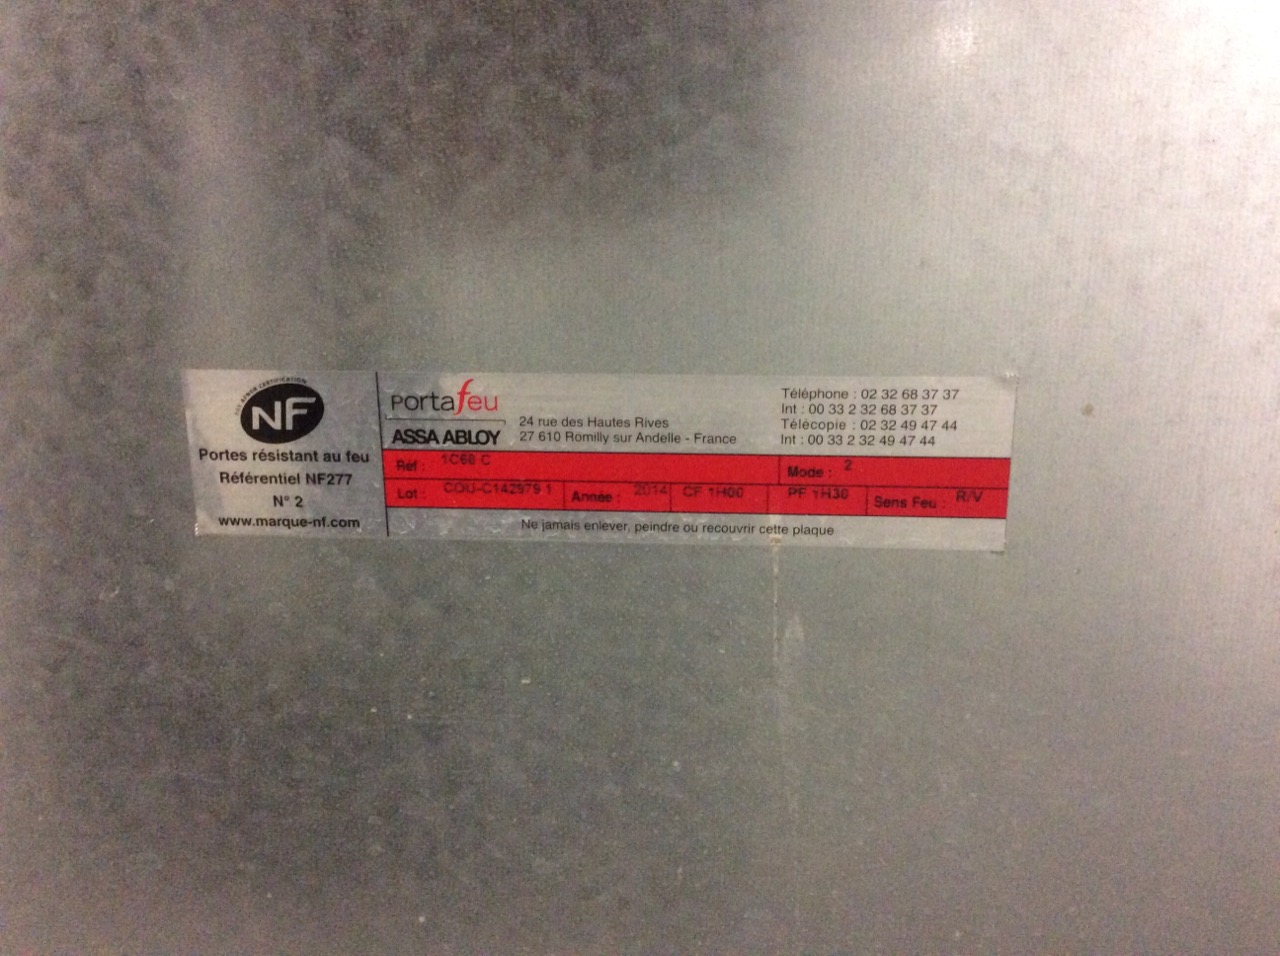 AFNOR CERTIFICATION
NF
Portes résistant au feu
Référentiel NF277
N° 2
www.marque-nf.com
Portafeu
ASSA ABLOY
24 rue des Hautes Rives
27 610 Romilly sur Andelle - France
Téléphone : 02 32 68 37 37
Int : 00 33 2 32 68 37 37
Télécopie : 02 32 49 47 44
Int : 00 33 2 32 49 47 44
Réf : 1C60 C
Mode : 2
Lot : COU-C142979 1
Année : 2014
CF 1H00
PF 1H30
Sens Feu : R/V
Ne jamais enlever, peindre ou recouvrir cette plaque